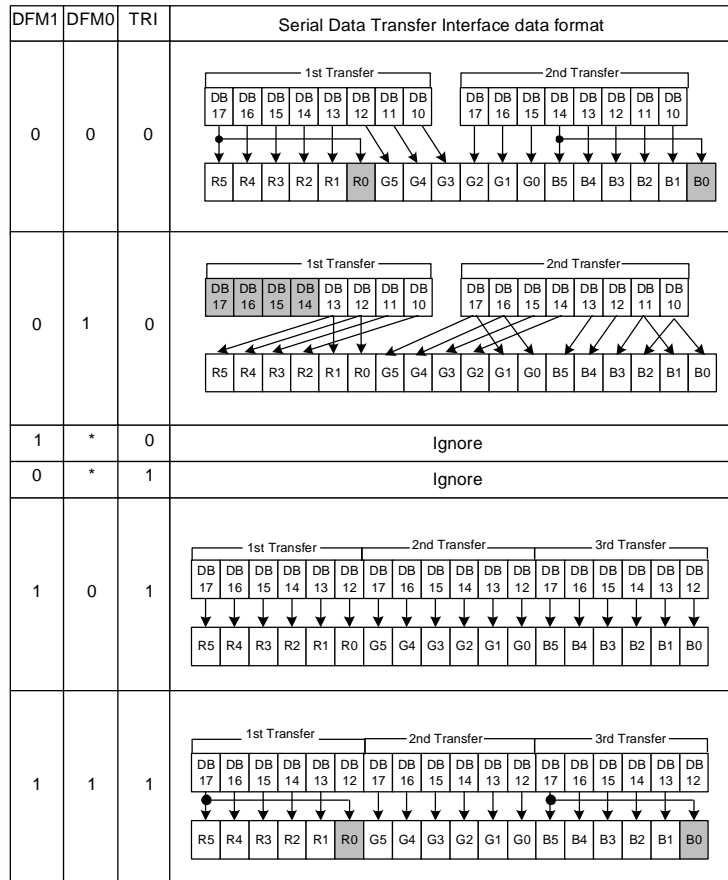 DFM1 DFM0 TRI Serial Data Transfer Interface data format
1st Transfer 2nd Transfer
DB DB DB DB DB DB DB DB DB DB DB DB DB DB DB DB
17 16 15 14 13 12 11 10 17 16 15 14 13 12 11 10
0 0 0
R5 R4 R3 R2 R1 R0 G5 G4 G3 G2 G1 G0 B5 B4 B3 B2 B1 B0
1st Transfer 2nd Transfer
DB DB DB DB DB DB DB DB DB DB DB DB DB DB DB DB
17 16 15 14 13 12 11 10 17 16 15 14 13 12 11 10
0 1 0
R5 R4 R3 R2 R1 R0 G5 G4 G3 G2 G1 G0 B5 B4 B3 B2 B1 B0
1 * 0 Ignore
0 * 1 Ignore
1st Transfer 2nd Transfer 3rd Transfer
DB DB DB DB DB DB DB DB DB DB DB DB DB DB DB DB DB DB
17 16 15 14 13 12 17 16 15 14 13 12 17 16 15 14 13 12
1 0 1
R5 R4 R3 R2 R1 R0 G5 G4 G3 G2 G1 G0 B5 B4 B3 B2 B1 B0
1st Transfer 2nd Transfer 3rd Transfer
DB DB DB DB DB DB DB DB DB DB DB DB DB DB DB DB DB DB
17 16 15 14 13 12 17 16 15 14 13 12 17 16 15 14 13 12
1 1 1
R5 R4 R3 R2 R1 R0 G5 G4 G3 G2 G1 G0 B5 B4 B3 B2 B1 B0